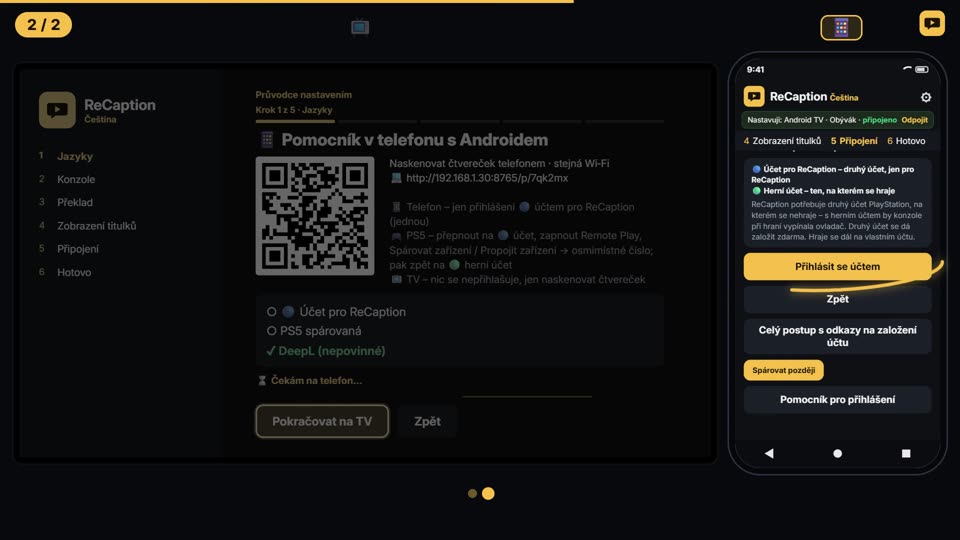 2 / 2
ReCaption
Čeština
1 Jazyky
2 Konzole
3 Překlad
4 Zobrazení titulků
5 Připojení
6 Hotovo
Průvodce nastavením
Krok 1 z 5 · Jazyky
Pomocník v telefonu s Androidem
Naskenovat čtvereček telefonem · stejná Wi-Fi
http://192.168.1.30:8765/p/7qk2mx
Telefon – jen přihlášení účtem pro ReCaption
(jednou)
PS5 – přepnout na účet, zapnout Remote Play,
Spárovat zařízení / Propojit zařízení → osmimístné číslo;
pak zpět na herní účet
TV – nic se nepřihlašuje, jen naskenovat čtvereček
Účet pro ReCaption
PS5 spárovaná
✓ DeepL (nepovinné)
Čekám na telefon…
Pokračovat na TV
Zpět
9:41
ReCaption Čeština
Nastavuji: Android TV · Obývák · připojeno Odpojit
4 Zobrazení titulků 5 Připojení 6 Hotovo
Účet pro ReCaption – druhý účet, jen pro
ReCaption
Herní účet – ten, na kterém se hraje
ReCaption potřebuje druhý účet PlayStation, na
kterém se nehraje – s herním účtem by konzole
při hraní vypínala ovladač. Druhý účet se dá
založit zdarma. Hraje se dál na vlastním účtu.
Přihlásit se účtem
Zpět
Celý postup s odkazy na založení
účtu
Spárovat později
Pomocník pro přihlášení